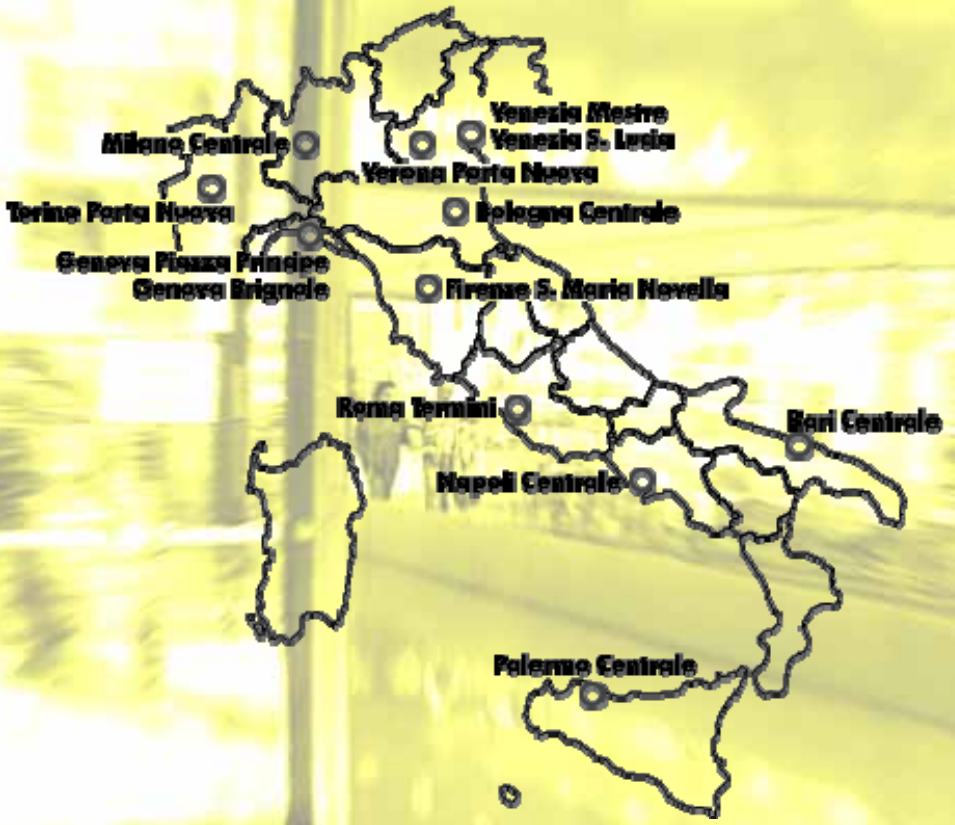 Venezia Mestre
Venezia S. Lucia
Milano Centrale
Verona Porta Nuova
Torino Porta Nuova
Bologna Centrale
Genova Piazza Principe
Genova Brignole
Firenze S. Maria Novella
Roma Termini
Bari Centrale
Napoli Centrale
Palermo Centrale